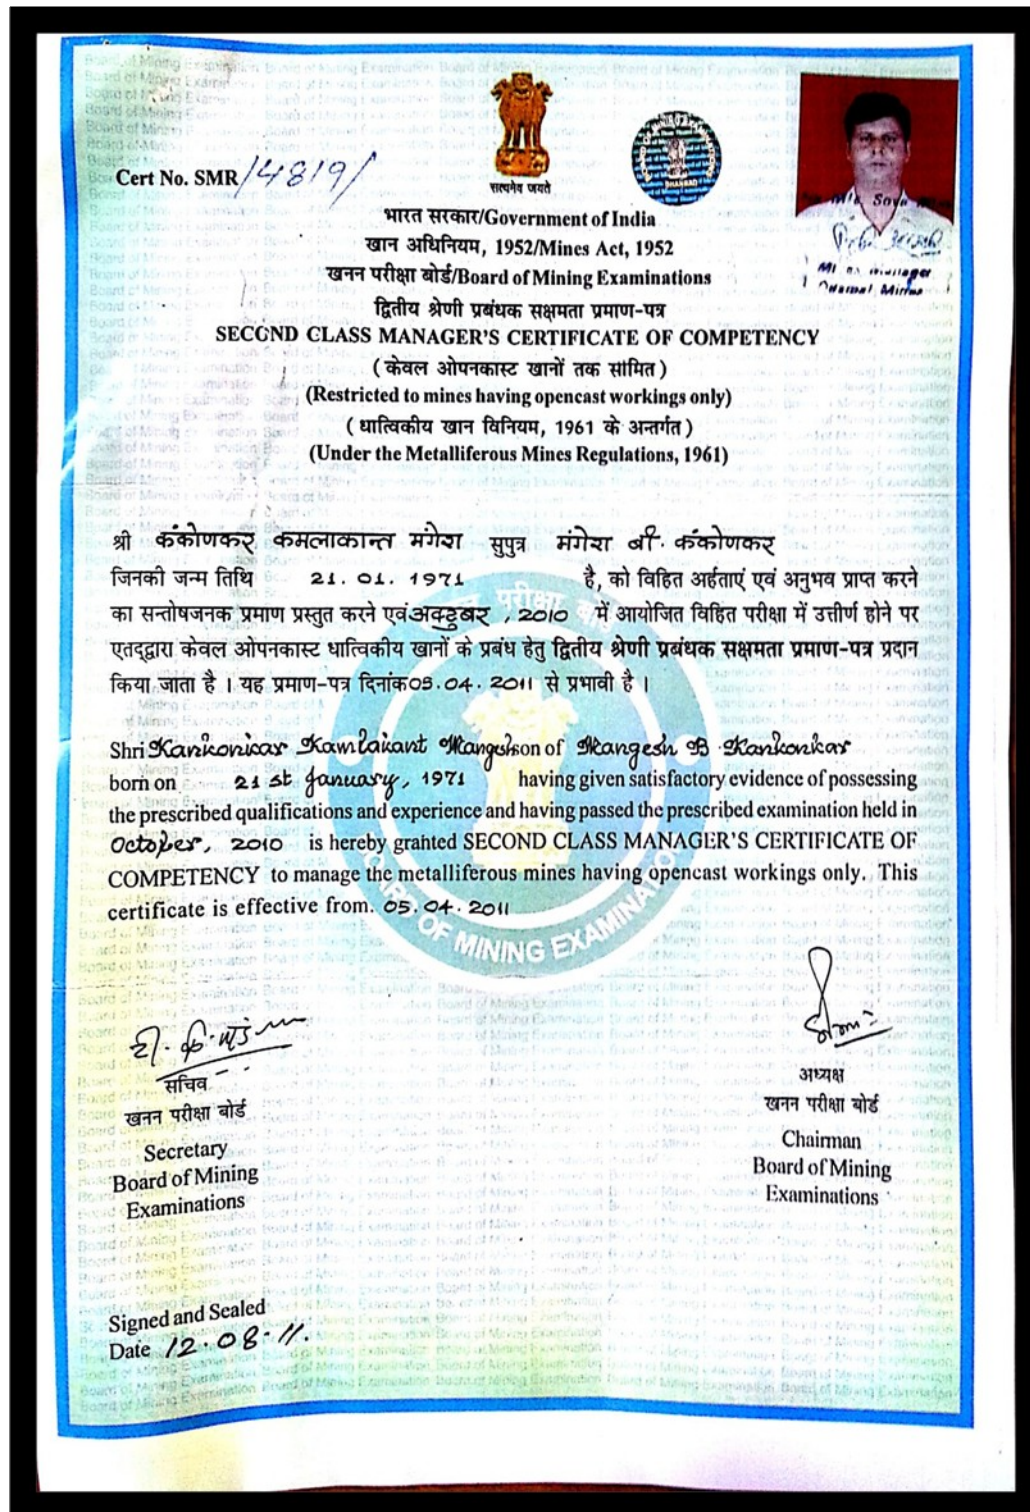 Cert No. SMR/4819/
सत्यमेव जयते
भारत सरकार/Government of India
खान अधिनियम, 1952/Mines Act, 1952
खनन परीक्षा बोर्ड/Board of Mining Examinations
द्वितीय श्रेणी प्रबंधक सक्षमता प्रमाण-पत्र
SECOND CLASS MANAGER'S CERTIFICATE OF COMPETENCY
(केवल ओपनकास्ट खानों तक सीमित)
(Restricted to mines having opencast workings only)
(धात्विकीय खान विनियम, 1961 के अन्तर्गत)
(Under the Metalliferous Mines Regulations, 1961)
श्री कंकोणकर कमलाकान्त मंगेश सुपुत्र मंगेश बी. कंकोणकर
जिनकी जन्म तिथि 21.01.1971 है, को विहित अर्हताएं एवं अनुभव प्राप्त करने
का सन्तोषजनक प्रमाण प्रस्तुत करने एवं अक्टुबर, 2010 में आयोजित विहित परीक्षा में उत्तीर्ण होने पर
एतद्द्वारा केवल ओपनकास्ट धात्विकीय खानों के प्रबंध हेतु द्वितीय श्रेणी प्रबंधक सक्षमता प्रमाण-पत्र प्रदान
किया जाता है । यह प्रमाण-पत्र दिनांक 05.04.2011 से प्रभावी है ।
Shri Kankonkar Kamlakant Mangesh son of Mangesh B. Kankonkar
born on 21st January, 1971 having given satisfactory evidence of possessing
the prescribed qualifications and experience and having passed the prescribed examination held in
October, 2010 is hereby granted SECOND CLASS MANAGER'S CERTIFICATE OF
COMPETENCY to manage the metalliferous mines having opencast workings only. This
certificate is effective from. 05.04.2011
BOARD OF MINING EXAMINATIO
सचिव
खनन परीक्षा बोर्ड
Secretary
Board of Mining
Examinations
अध्यक्ष
खनन परीक्षा बोर्ड
Chairman
Board of Mining
Examinations
Signed and Sealed
Date 12.08.11.